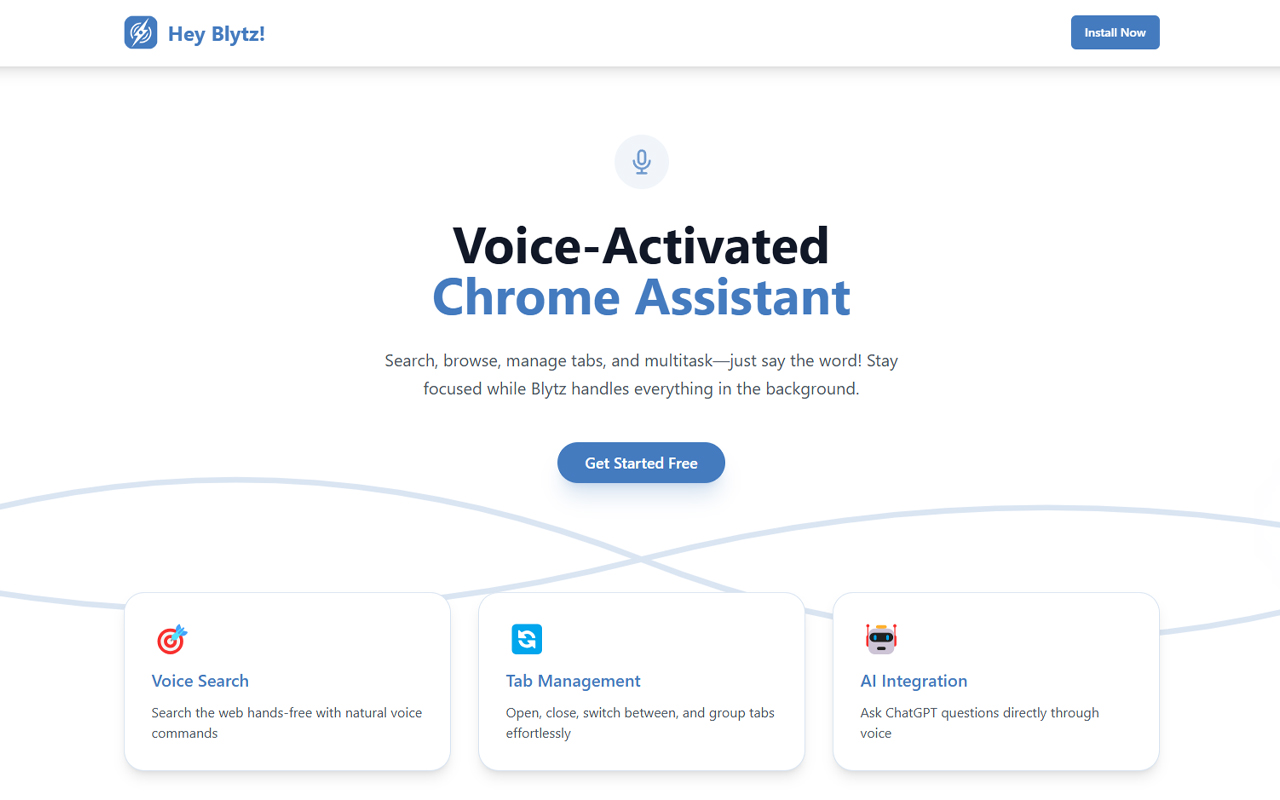 Hey Blytz!
Install Now
Voice-Activated
Chrome Assistant
Search, browse, manage tabs, and multitask—just say the word! Stay
focused while Blytz handles everything in the background.
Get Started Free
Voice Search
Search the web hands-free with natural voice
commands
Tab Management
Open, close, switch between, and group tabs
effortlessly
AI Integration
Ask ChatGPT questions directly through
voice